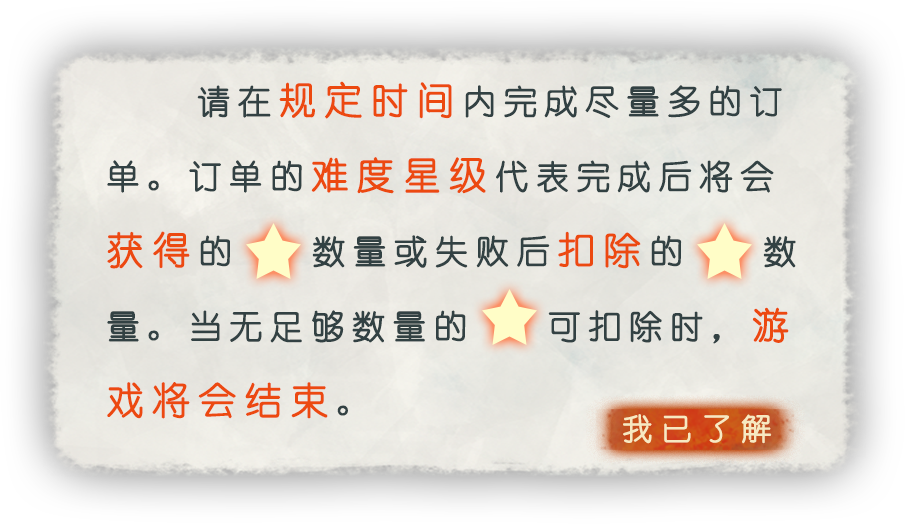 请在规定时间内完成尽量多的订
单。订单的难度星级代表完成后将会
获得的⭐数量或失败后扣除的⭐数
量。当无足够数量的⭐可扣除时，游
戏将会结束。
我已了解